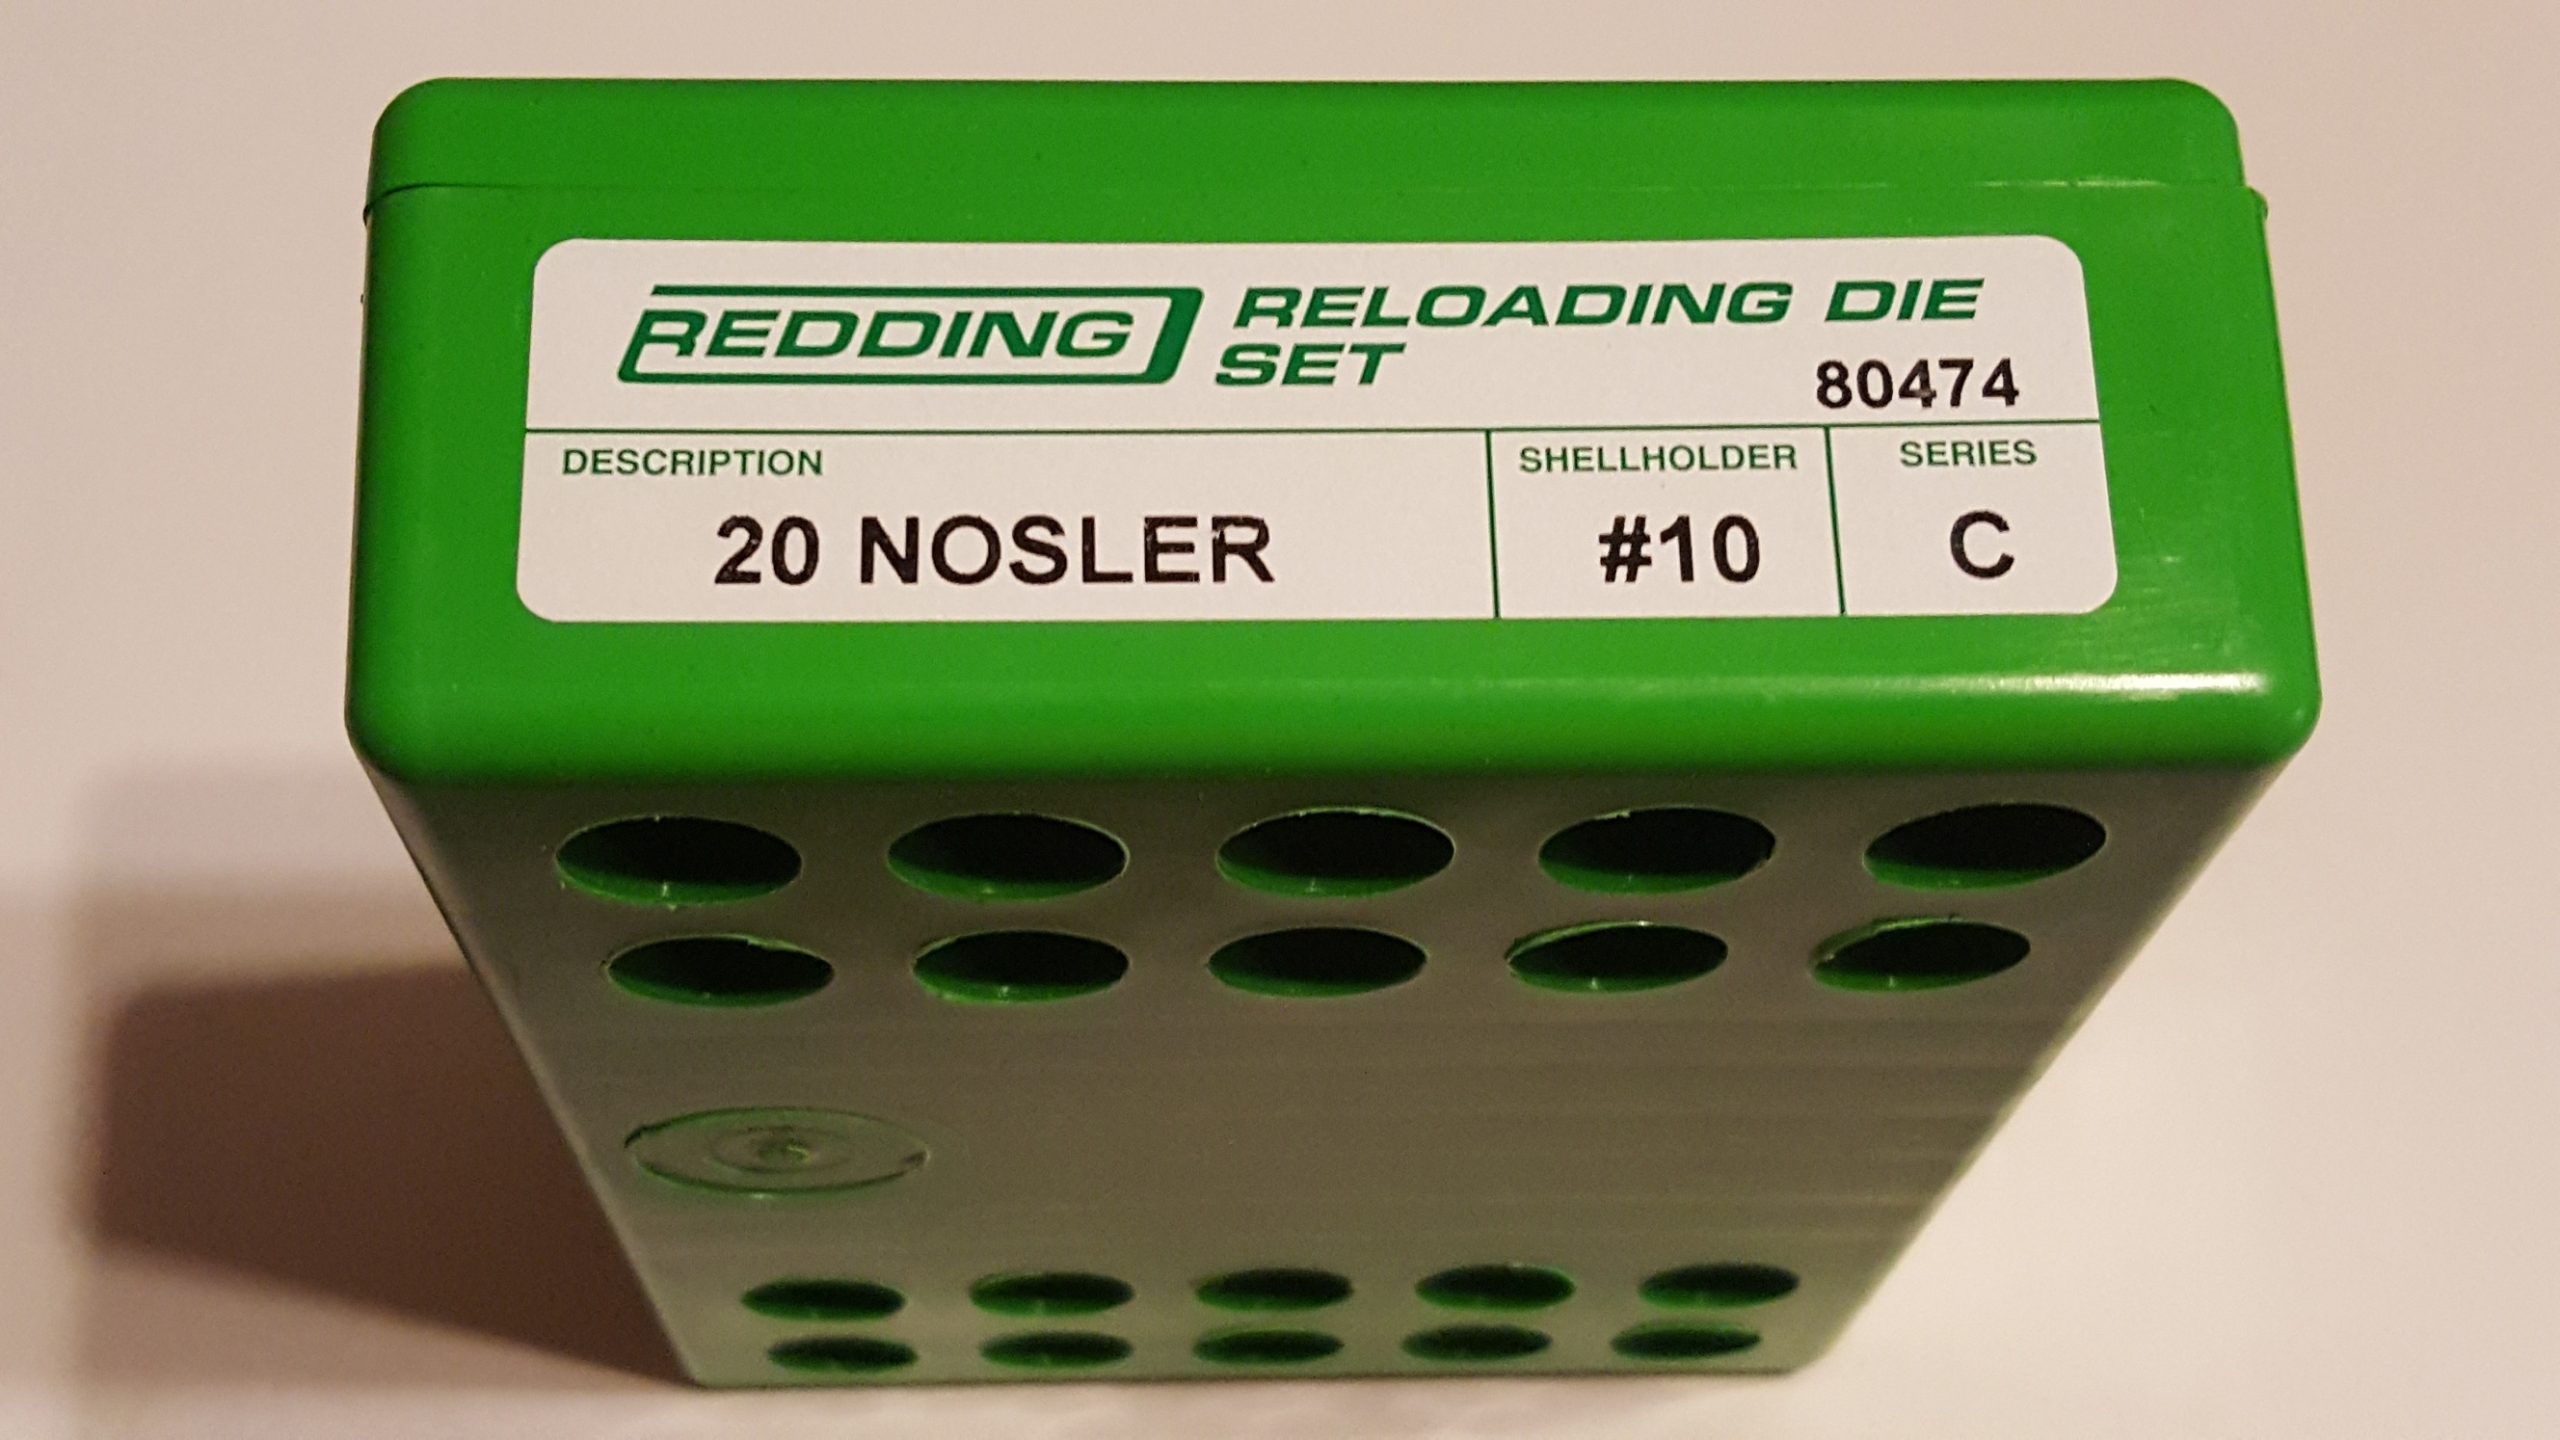 REDDING RELOADING DIE
SET
80474
DESCRIPTION SHELLHOLDER SERIES
20 NOSLER #10 C